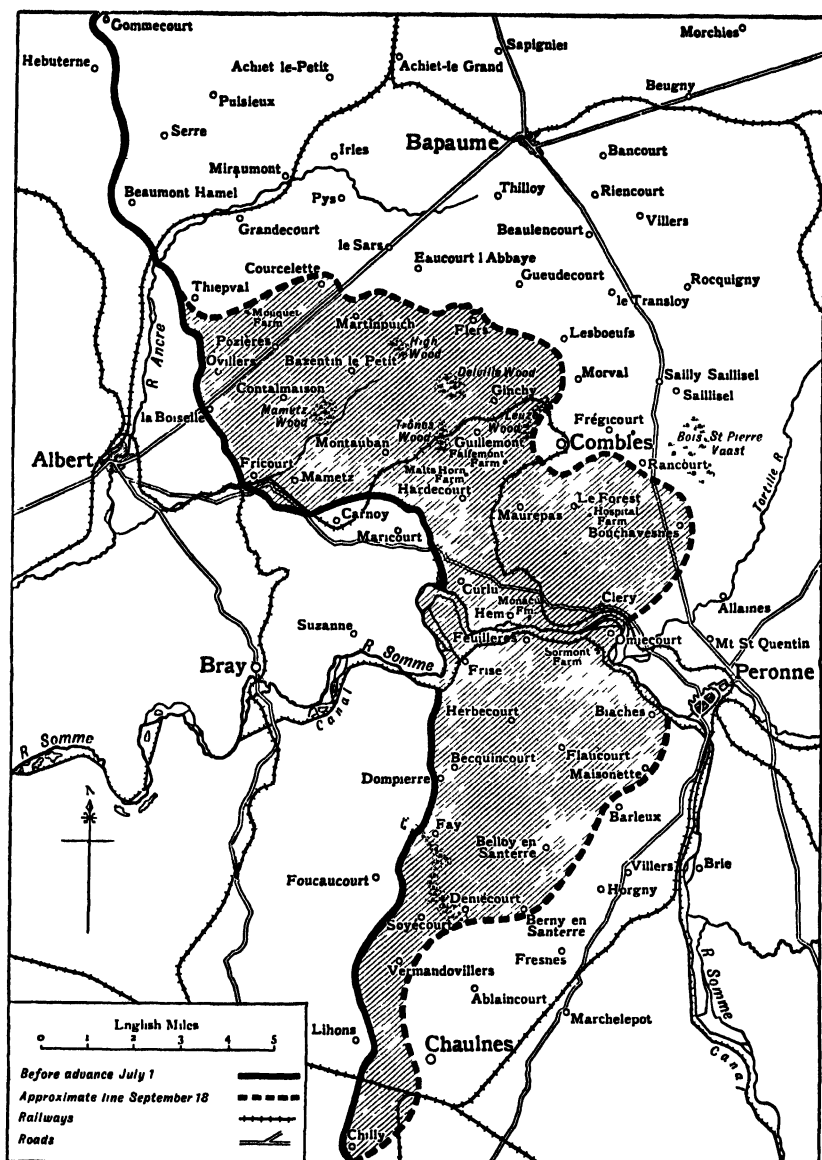 Gommecourt
Morchies
Sapignies
Hebuterne
Achiet le-Petit
Achiet-le Grand
Beugny
Puisieux
Serre
Bapaume
Irles
Bancourt
Miraumont
Beaumont Hamel
Pys
Thilloy
Riencourt
Villers
Grandecourt
le Sars
Beaulencourt
Eaucourt l Abbaye
Courcelette
Gueudecourt
Rocquigny
Thiepval
le Transloy
R Ancre
Mouquet
Farm
Martinpuich
Flers
Pozières
High
Wood
Lesboeufs
Ovillers
Bazentin le Petit
Delville Wood
Morval
Sailly Saillisel
Ginchy
Saillisel
Contalmaison
Mametz
Wood
la Boiselle
Trônes
Wood
Leuz
Wood
Frégicourt
Bois St Pierre
Vaast
Guillemont
Combles
Montauban
Falfemont
Farm
Albert
Rancourt
Fricourt
Mametz
Malta Horn
Farm
Hardecourt
Tortille R
Le Forest
Hospital
Farm
Maurepas
Carnoy
Bouchavesnes
Maricourt
Curlu
Monacu
Fm.
Clery
Allaines
Hem
Suzanne
Feuilleres
Omiecourt
Mt St Quentin
Sormont
Farm
R Somme
Bray
Frise
Peronne
Canal
Herbecourt
Biaches
R Somme
Flaucourt
Becquincourt
Maisonette
Dompierre
N
Barleux
Fay
Belloy en
Santerre
Villers
Brie
Foucaucourt
Horgny
Deniécourt
Soyecourt
Berny en
Santerre
Fresnes
Vermandovillers
R Somme
Ablaincourt
Marchelepot
Lihons
Chaulnes
Canal
Chilly
English Miles
0 1 2 3 4 5
Before advance July 1
Approximate line September 18
Railways
Roads